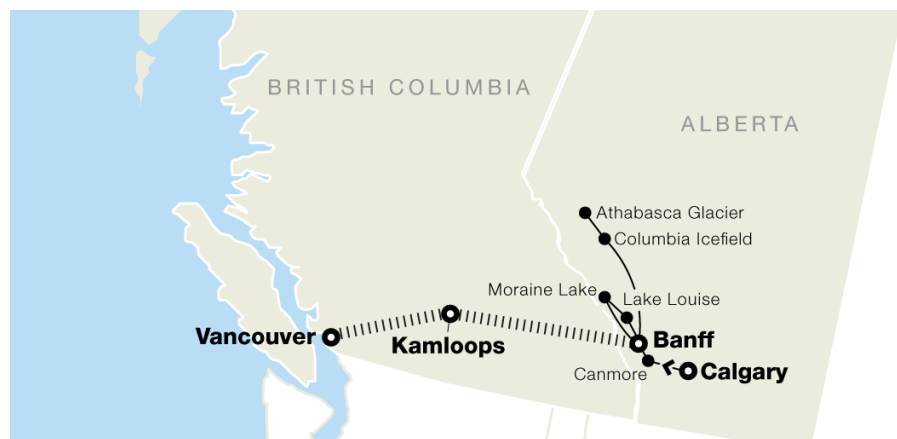 BRITISH COLUMBIA
ALBERTA
Athabasca Glacier
Columbia Icefield
Moraine Lake
Lake Louise
Vancouver
Kamloops
Banff
Canmore
Calgary